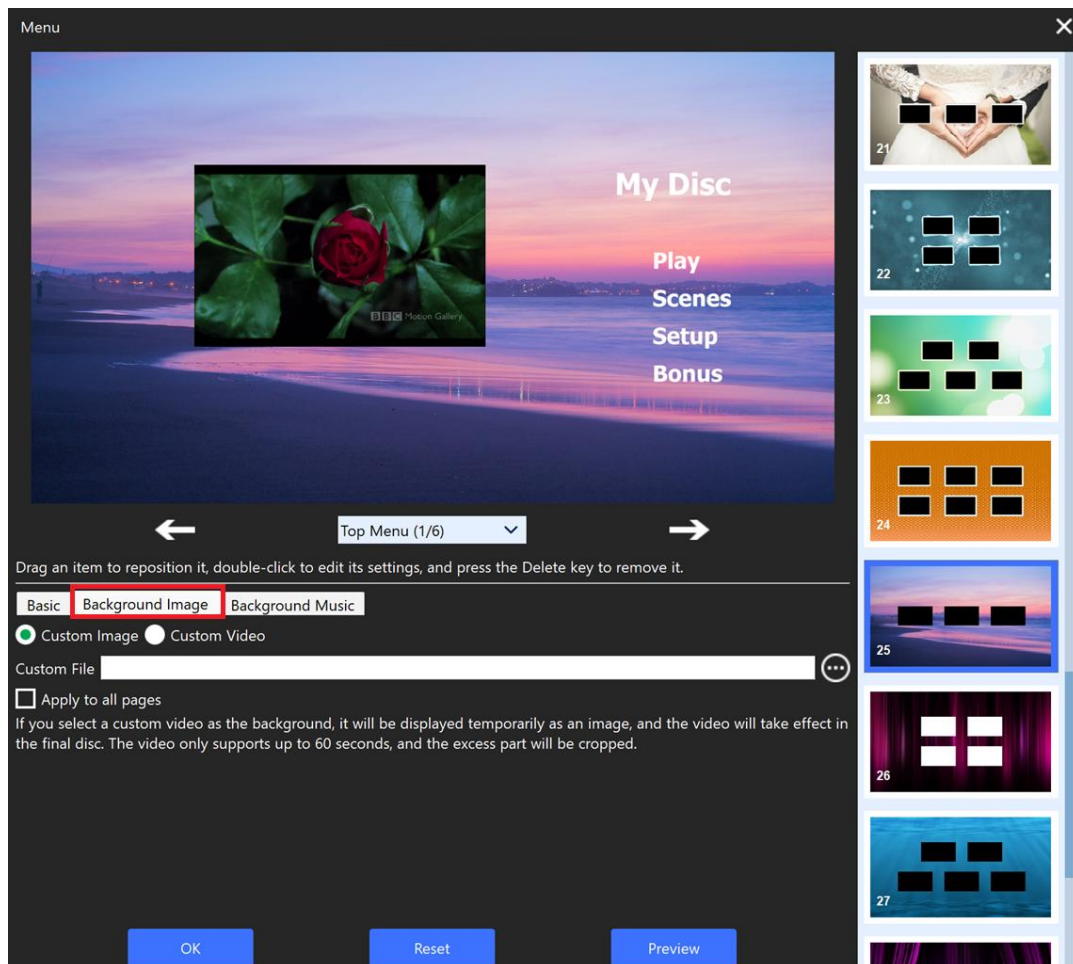 Menu
My Disc
Play
Scenes
Setup
Bonus
BBC Motion Gallery
Top Menu (1/6)
Drag an item to reposition it, double-click to edit its settings, and press the Delete key to remove it.
Basic Background Image Background Music
Custom Image Custom Video
Custom File
Apply to all pages
If you select a custom video as the background, it will be displayed temporarily as an image, and the video will take effect in
the final disc. The video only supports up to 60 seconds, and the excess part will be cropped.
OK Reset Preview
21
22
23
24
25
26
27